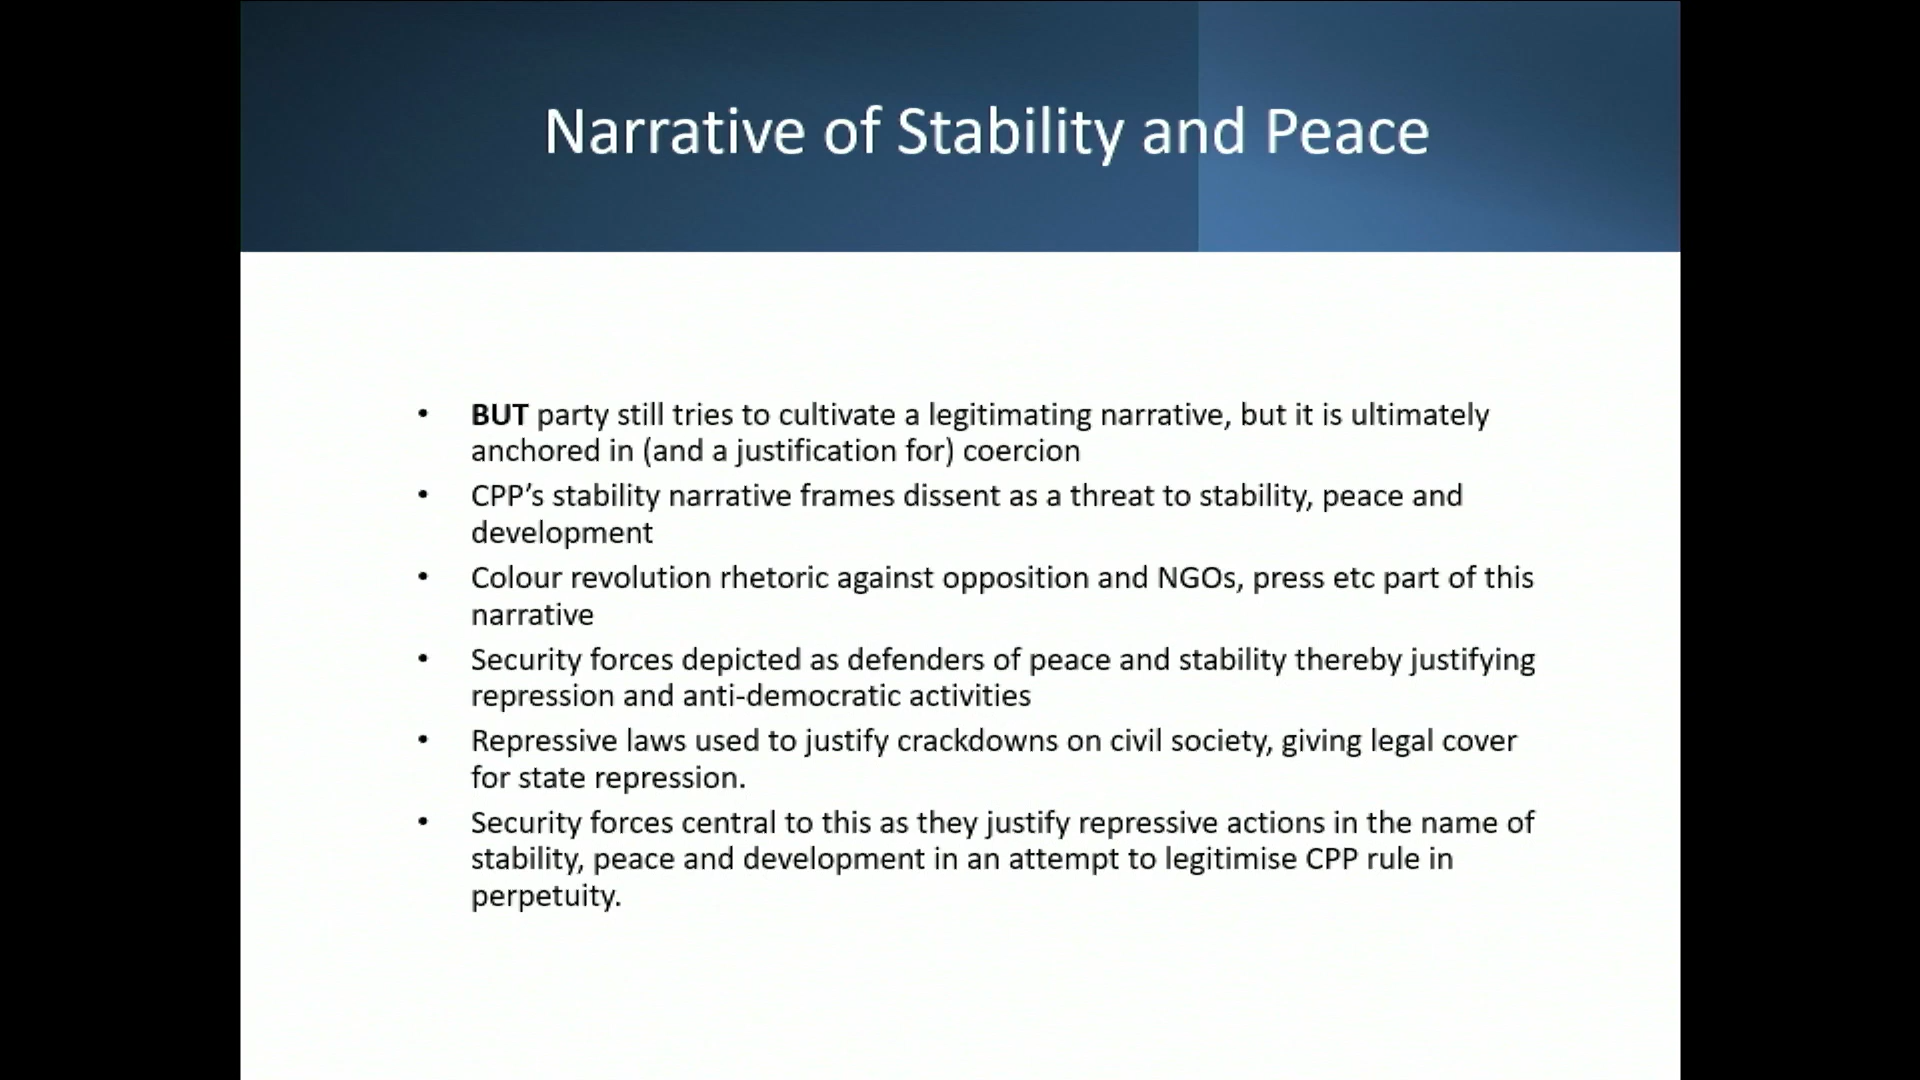 Narrative of Stability and Peace
• BUT party still tries to cultivate a legitimating narrative, but it is ultimately
anchored in (and a justification for) coercion
• CPP’s stability narrative frames dissent as a threat to stability, peace and
development
• Colour revolution rhetoric against opposition and NGOs, press etc part of this
narrative
• Security forces depicted as defenders of peace and stability thereby justifying
repression and anti-democratic activities
• Repressive laws used to justify crackdowns on civil society, giving legal cover
for state repression.
• Security forces central to this as they justify repressive actions in the name of
stability, peace and development in an attempt to legitimise CPP rule in
perpetuity.